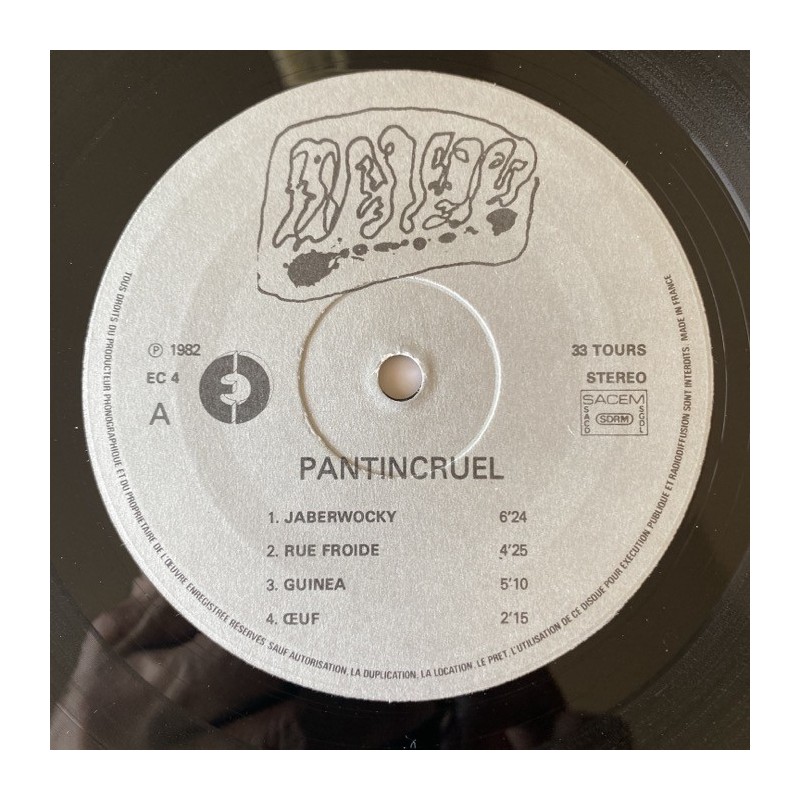 ℗ 1982
EC 4
A
33 TOURS
STEREO
SACEM
SACD
SDRM
SGDL
PANTINCRUEL
1. JABERWOCKY 6'24
2. RUE FROIDE 4'25
3. GUINEA 5'10
4. ŒUF 2'15
TOUS DROITS DU PRODUCTEUR PHONOGRAPHIQUE ET DU PROPRIETAIRE DE L'ŒUVRE ENREGISTREE RESERVES SAUF AUTORISATION, LA DUPLICATION, LA LOCATION, LE PRET, L'UTILISATION DE CE DISQUE POUR EXECUTION PUBLIQUE ET RADIODIFFUSION SONT INTERDITS MADE IN FRANCE